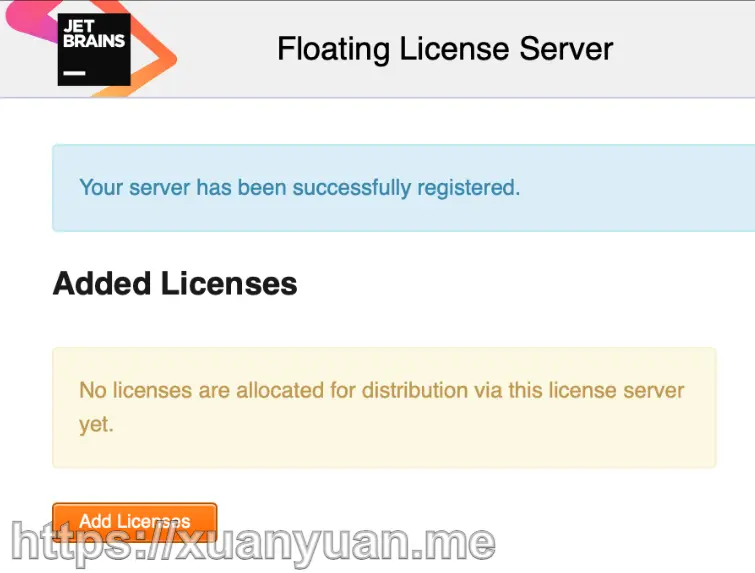 JET
BRAINS
Floating License Server
Your server has been successfully registered.
Added Licenses
No licenses are allocated for distribution via this license server
yet.
Add Licenses
https://xuanyuan.me